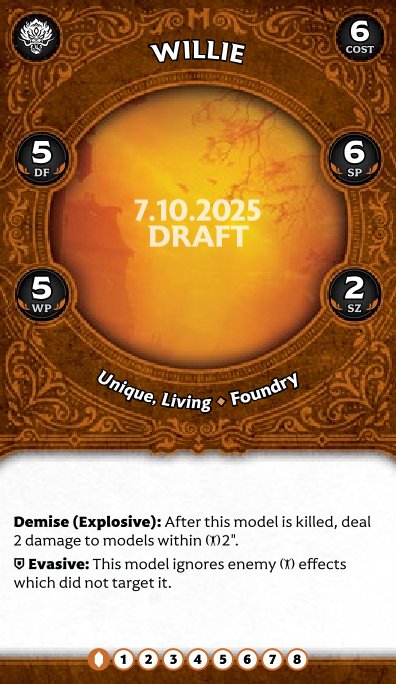 WILLIE
6
COST
5
DF
6
SP
7.10.2025
DRAFT
5
WP
2
SZ
Unique, Living ◆ Foundry
Demise (Explosive): After this model is killed, deal
2 damage to models within 2".
Evasive: This model ignores enemy effects
which did not target it.
1 2 3 4 5 6 7 8